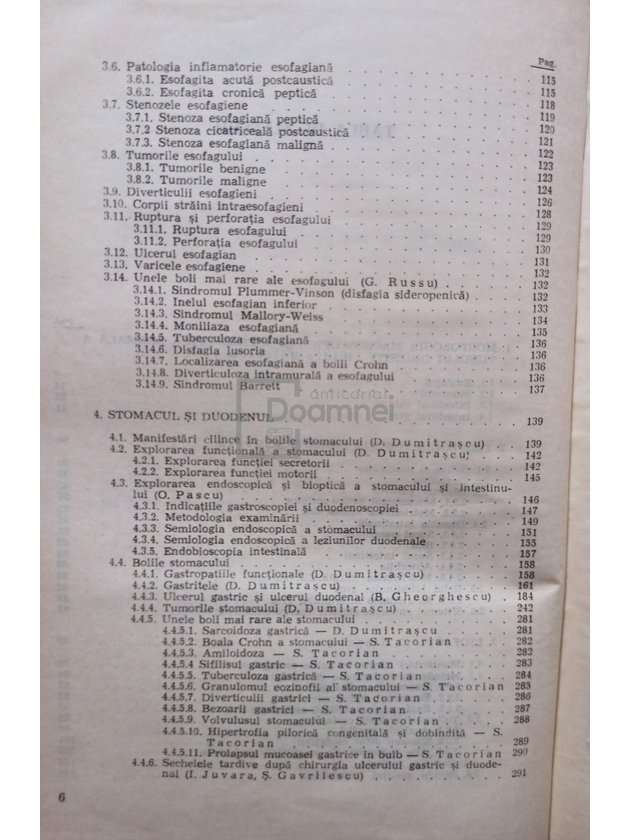 Pag.
3.6. Patologia inflamatorie esofagiană . . . 115
3.6.1. Esofagita acută postcaustică . . . 115
3.6.2. Esofagita cronică peptică . . . 118
3.7. Stenozele esofagiene . . . 119
3.7.1. Stenoza esofagiană peptică . . . 120
3.7.2 Stenoza cicatriceală postcaustică . . . 121
3.7.3. Stenoza esofagiană malignă . . . 122
3.8. Tumorile esofagului . . . 123
3.8.1. Tumorile benigne . . . 123
3.8.2. Tumorile maligne . . . 124
3.9. Diverticulii esofagieni . . . 126
3.10. Corpii străini intraesofagieni . . . 128
3.11. Ruptura și perforația esofagului . . . 129
3.11.1. Ruptura esofagului . . . 129
3.11.2. Perforația esofagului . . . 130
3.12. Ulcerul esofagian . . . 131
3.13. Varicele esofagiene . . . 132
3.14. Unele boli mai rare ale esofagului (G. Russu) . . . 132
3.14.1. Sindromul Plummer-Vinson (disfagia sideropenică) . . . 132
3.14.2. Inelul esofagian inferior . . . 133
3.14.3. Sindromul Mallory-Weiss . . . 134
3.14.4. Moniliaza esofagiană . . . 135
3.14.5. Tuberculoza esofagiană . . . 136
3.14.6. Disfagia lusoria . . . 136
3.14.7. Localizarea esofagiană a bolii Crohn . . . 136
3.14.8. Diverticuloza intramurală a esofagului . . . 136
3.14.9. Sindromul Barrett . . . 137
anticariat
Doamnei
4. STOMACUL ȘI DUODENUL . . . 139
4.1. Manifestări clince în bolile stomacului (D. Dumitrașcu) . . . 139
4.2. Explorarea funcțională a stomacului (D. Dumitrașcu) . . . 142
4.2.1. Explorarea funcției secretorii . . . 142
4.2.2. Explorarea funcției motorii . . . 145
4.3. Explorarea endoscopică și bioptică a stomacului și intestinu-
lui (O. Pascu) . . . 146
4.3.1. Indicațiile gastroscopiei și duodenoscopiei . . . 147
4.3.2. Metodologia examinării . . . 149
4.3.3. Semiologia endoscopică a stomacului . . . 151
4.3.4. Semiologia endoscopică a leziunilor duodenale . . . 155
4.3.5. Endobioscopia intestinală . . . 157
4.4. Bolile stomacului . . . 158
4.4.1. Gastropatiile funcționale (D. Dumitrașcu) . . . 158
4.4.2. Gastritele (D. Dumitrașcu) . . . 161
4.4.3. Ulcerul gastric și ulcerul duodenal (B. Gheorghescu) . . . 184
4.4.4. Tumorile stomacului (D. Dumitrașcu) . . . 242
4.4.5. Unele boli mai rare ale stomacului . . . 281
4.4.5.1. Sarcoidoza gastrică — D. Dumitrașcu . . . 281
4.4.5.2. Boala Crohn a stomacului — S. Tacorian . . . 282
4.4.5.3. Amiloidoza — S. Tacorian . . . 282
4.4.5.4 Sifilisul gastric — S. Tacorian . . . 283
4.4.5.5. Tuberculoza gastrică — S. Tacorian . . . 284
4.4.5.6. Granulomul eozinofil al stomacului — S. Tacorian 285
4.4.5.7. Diverticulii gastrici — S. Tacorian . . . 286
4.4.5.8. Bezoarii gastrici — S. Tacorian . . . 287
4.4.5.9. Volvulusul stomacului — S. Tacorian . . . 288
4.4.5.10. Hipertrofia pilorică congenitală și dobîndită — S.
Tacorian . . . 289
4.4.5.11. Prolapsul mucoasei gastrice în bulb — S. Tacorian 290
4.4.6. Sechelele tardive după chirurgia ulcerului gastric și duode-
nal (I. Juvara, Ș. Gavrilescu) . . . 291
6